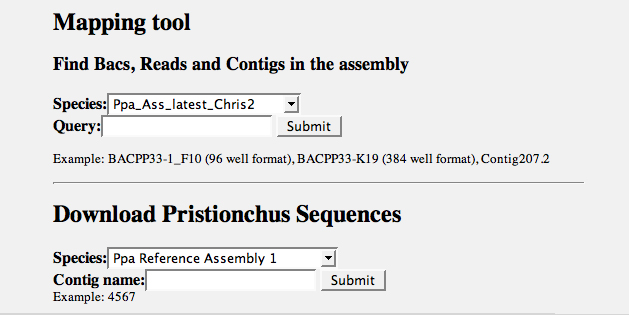 Mapping tool
Find Bacs, Reads and Contigs in the assembly
Species: Ppa_Ass_latest_Chris2
Query: Submit
Example: BACPP33-1_F10 (96 well format), BACPP33-K19 (384 well format), Contig207.2
Download Pristionchus Sequences
Species: Ppa Reference Assembly 1
Contig name: Submit
Example: 4567